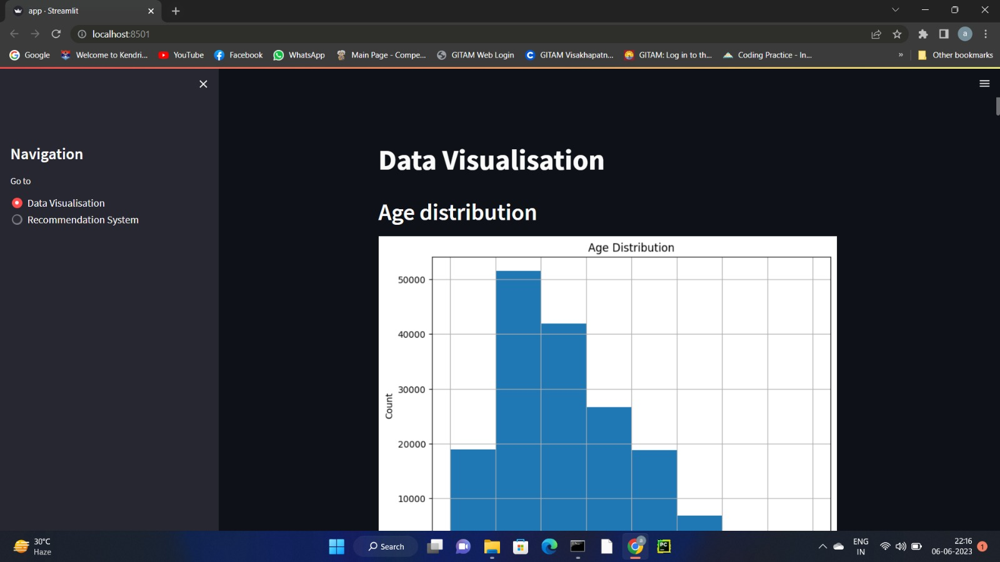 app · Streamlit
localhost:8501
a
Google
Welcome to Kendri...
YouTube
Facebook
WhatsApp
Main Page - Compe...
GITAM Web Login
GITAM Visakhapatn...
GITAM: Log in to th...
Coding Practice - In...
»
Other bookmarks
Navigation
Go to
Data Visualisation
Recommendation System
Data Visualisation
Age distribution
Age Distribution
50000
40000
30000
20000
10000
Count
30°C
Haze
Search
a
PC
ENG
IN
22:16
06-06-2023
1